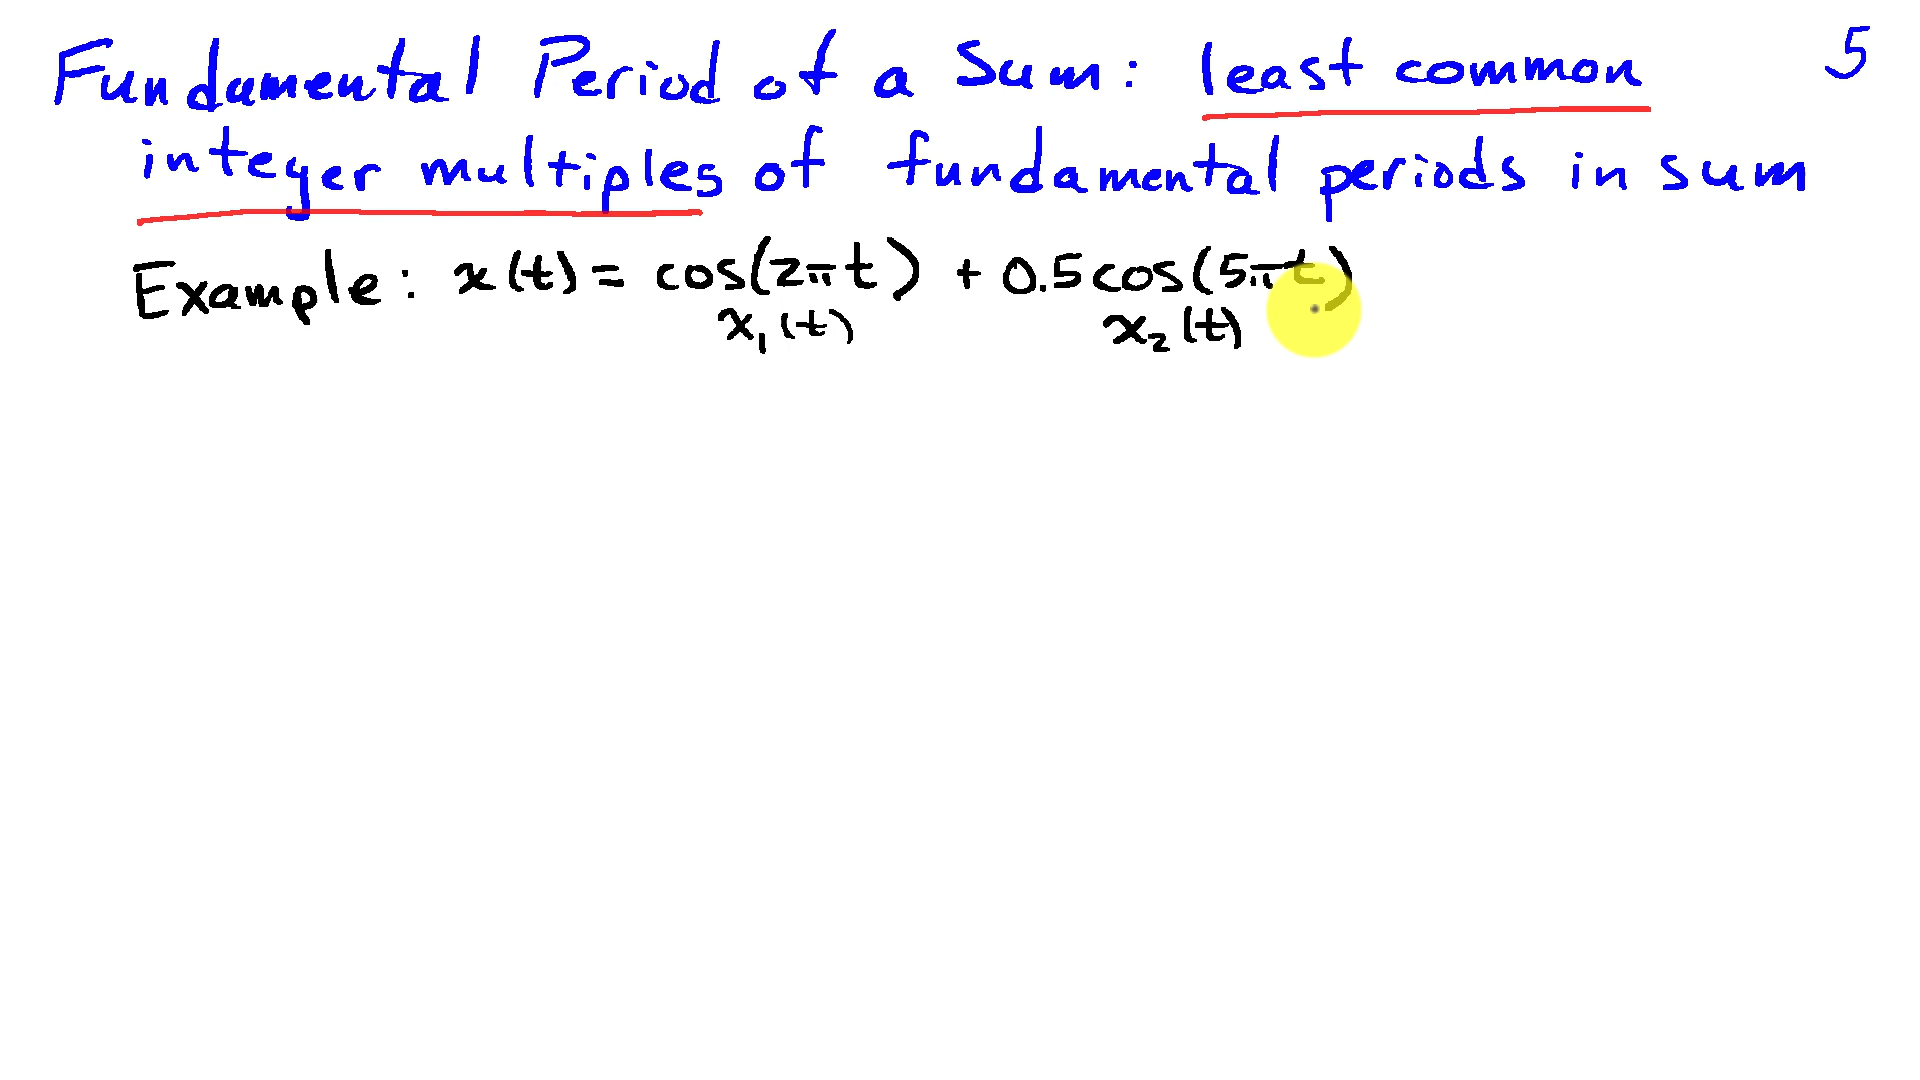 Fundamental Period of a Sum: least common 5
integer multiples of fundamental periods in sum
Example: x(t) = cos(2πt) + 0.5cos(5πt)
x₁(t) x₂(t)